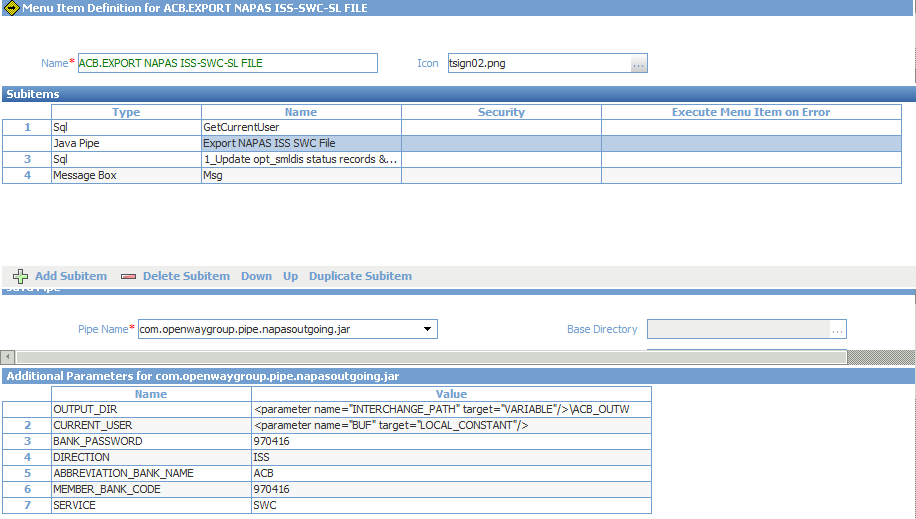 Menu Item Definition for ACB.EXPORT NAPAS ISS-SWC-SL FILE
Name* ACB.EXPORT NAPAS ISS-SWC-SL FILE Icon tsign02.png ...
Subitems
Type Name Security Execute Menu Item on Error
1 Sql GetCurrentUser
Java Pipe Export NAPAS ISS SWC File
3 Sql 1_Update opt_smldis status records &...
4 Message Box Msg
Add Subitem Delete Subitem Down Up Duplicate Subitem
Java Pipe
Pipe Name* com.openwaygroup.pipe.napasoutgoing.jar Base Directory ...
Additional Parameters for com.openwaygroup.pipe.napasoutgoing.jar
Name Value
OUTPUT_DIR <parameter name="INTERCHANGE_PATH" target="VARIABLE"/>\ACB_OUTW
2 CURRENT_USER <parameter name="BUF" target="LOCAL_CONSTANT"/>
3 BANK_PASSWORD 970416
4 DIRECTION ISS
5 ABBREVIATION_BANK_NAME ACB
6 MEMBER_BANK_CODE 970416
7 SERVICE SWC